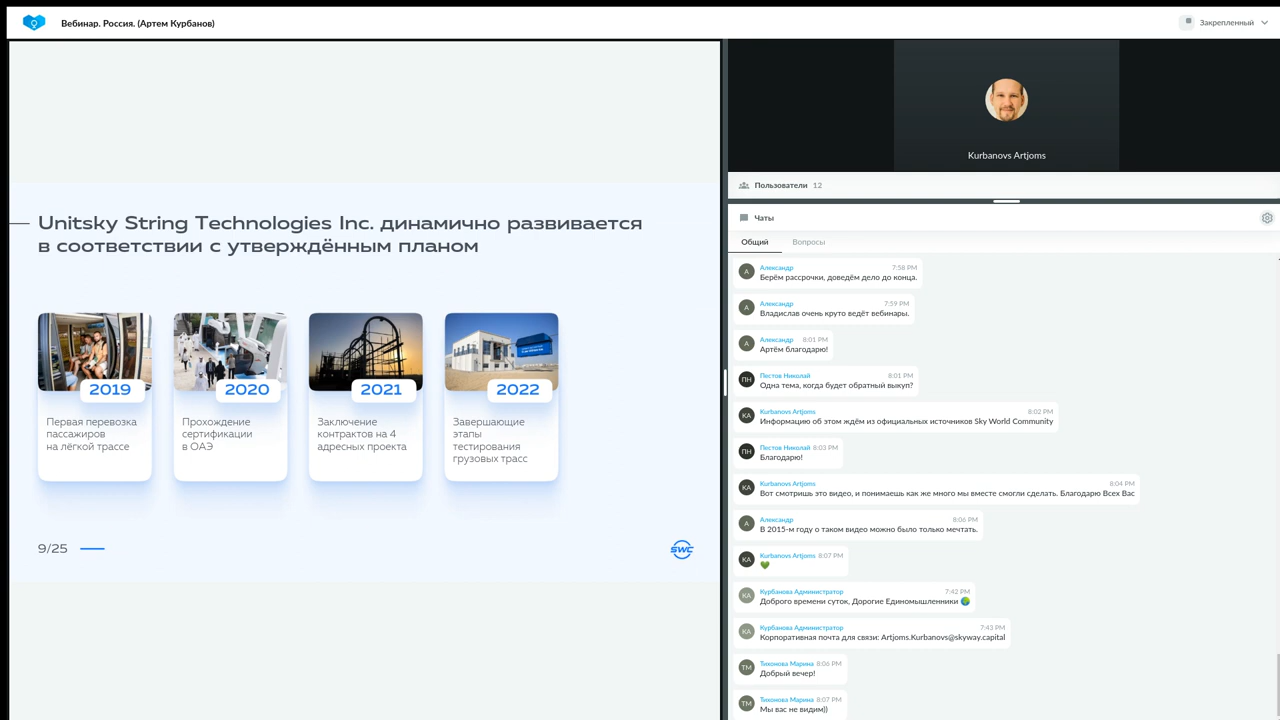 Вебинар. Россия. (Артем Курбанов)
Закрепленный
Unitsky String Technologies Inc. динамично развивается
в соответствии с утверждённым планом
2019
Первая перевозка
пассажиров
на лёгкой трассе
2020
Прохождение
сертификации
в ОАЭ
2021
Заключение
контрактов на 4
адресных проекта
2022
Завершающие
этапы
тестирования
грузовых трасс
9/25
SWC
Kurbanovs Artjoms
Пользователи 12
Чаты
Общий Вопросы
А Александр 7:58 PM
Берём рассрочки, доведём дело до конца.
А Александр 7:59 PM
Владислав очень круто ведёт вебинары.
А Александр 8:01 PM
Артём благодарю!
ПН Пестов Николай 8:01 PM
Одна тема, когда будет обратный выкуп?
KA Kurbanovs Artjoms 8:02 PM
Информацию об этом ждём из официальных источников Sky World Community
ПН Пестов Николай 8:03 PM
Благодарю!
KA Kurbanovs Artjoms 8:04 PM
Вот смотришь это видео, и понимаешь как же много мы вместе смогли сделать. Благодарю Всех Вас
А Александр 8:06 PM
В 2015-м году о таком видео можно было только мечтать.
KA Kurbanovs Artjoms 8:07 PM
💚
КА Курбанова Администратор 7:42 PM
Доброго времени суток, Дорогие Единомышленники 🌍
КА Курбанова Администратор 7:43 PM
Корпоративная почта для связи: Artjoms.Kurbanovs@skyway.capital
ТМ Тихонова Марина 8:06 PM
Добрый вечер!
ТМ Тихонова Марина 8:07 PM
Мы вас не видим))